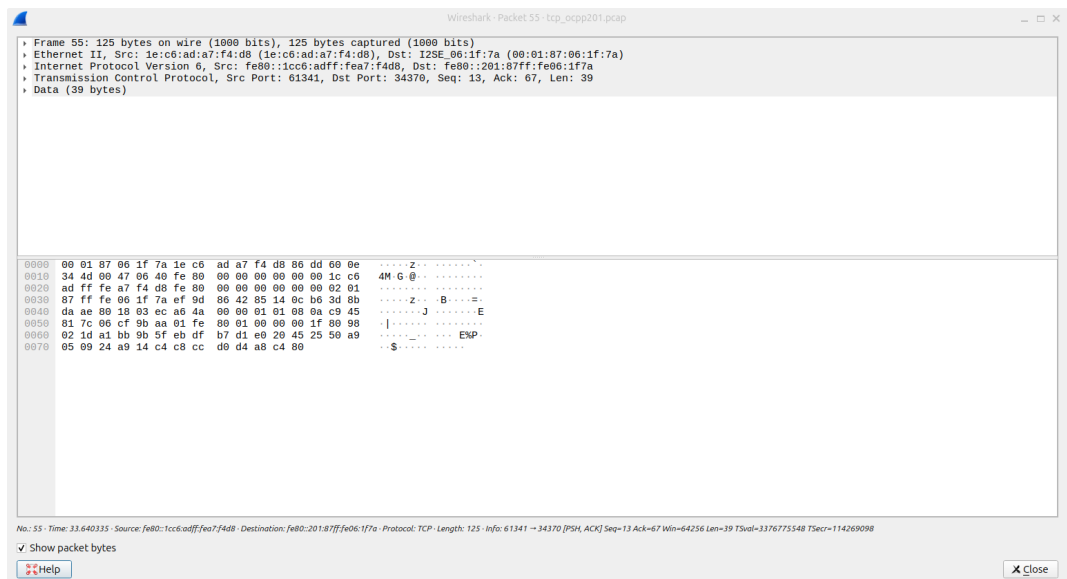 Wireshark · Packet 55 · tcp_ocpp201.pcap
Frame 55: 125 bytes on wire (1000 bits), 125 bytes captured (1000 bits)
Ethernet II, Src: 1e:c6:ad:a7:f4:d8 (1e:c6:ad:a7:f4:d8), Dst: I2SE_06:1f:7a (00:01:87:06:1f:7a)
Internet Protocol Version 6, Src: fe80::1cc6:adff:fea7:f4d8, Dst: fe80::201:87ff:fe06:1f7a
Transmission Control Protocol, Src Port: 61341, Dst Port: 34370, Seq: 13, Ack: 67, Len: 39
Data (39 bytes)
0000 00 01 87 06 1f 7a 1e c6 ad a7 f4 d8 86 dd 60 0e ·····z·· ······`·
0010 34 4d 00 47 06 40 fe 80 00 00 00 00 00 00 1c c6 4M·G·@·· ········
0020 ad ff fe a7 f4 d8 fe 80 00 00 00 00 00 00 02 01 ········ ········
0030 87 ff fe 06 1f 7a ef 9d 86 42 85 14 0c b6 3d 8b ·····z·· ·B····=·
0040 da ae 80 18 03 ec a6 4a 00 00 01 01 08 0a c9 45 ·······J ·······E
0050 81 7c 06 cf 9b aa 01 fe 80 01 00 00 00 1f 80 98 ·|······ ········
0060 02 1d a1 bb 9b 5f eb df b7 d1 e0 20 45 25 50 a9 ·····_·· ··· E%P·
0070 05 09 24 a9 14 c4 c8 cc d0 d4 a8 c4 80 ··$····· ·····
No.: 55 · Time: 33.640335 · Source: fe80::1cc6:adff:fea7:f4d8 · Destination: fe80::201:87ff:fe06:1f7a · Protocol: TCP · Length: 125 · Info: 61341 → 34370 [PSH, ACK] Seq=13 Ack=67 Win=64256 Len=39 TSval=3376775548 TSecr=114269098
Show packet bytes
Help
Close